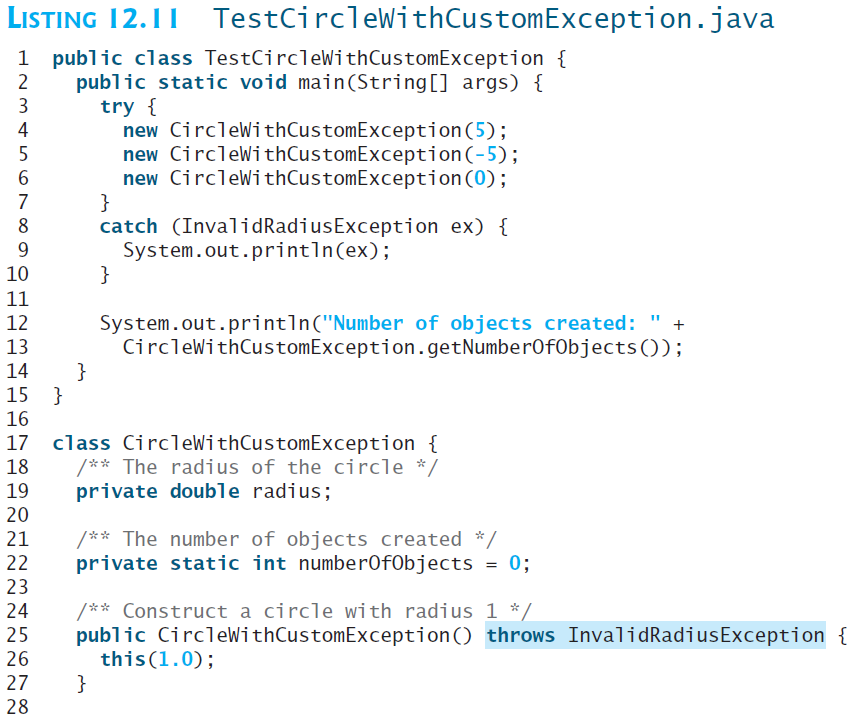 LISTING 12.11 TestCircleWithCustomException.java
1 public class TestCircleWithCustomException {
2   public static void main(String[] args) {
3     try {
4       new CircleWithCustomException(5);
5       new CircleWithCustomException(-5);
6       new CircleWithCustomException(0);
7     }
8     catch (InvalidRadiusException ex) {
9       System.out.println(ex);
10     }
11
12     System.out.println("Number of objects created: " +
13       CircleWithCustomException.getNumberOfObjects());
14   }
15 }
16
17 class CircleWithCustomException {
18   /** The radius of the circle */
19   private double radius;
20
21   /** The number of objects created */
22   private static int numberOfObjects = 0;
23
24   /** Construct a circle with radius 1 */
25   public CircleWithCustomException() throws InvalidRadiusException {
26     this(1.0);
27   }
28